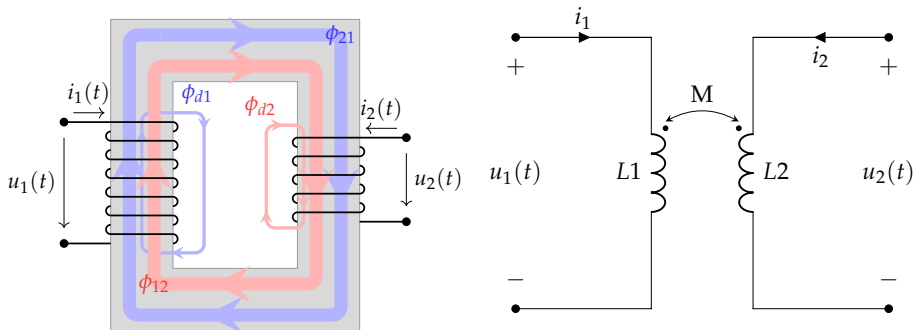 ϕ21
ϕd1
ϕd2
i1(t)
i2(t)
u1(t)
u2(t)
ϕ12
i1
i2
+
+
M
u1(t)
L1
L2
u2(t)
−
−